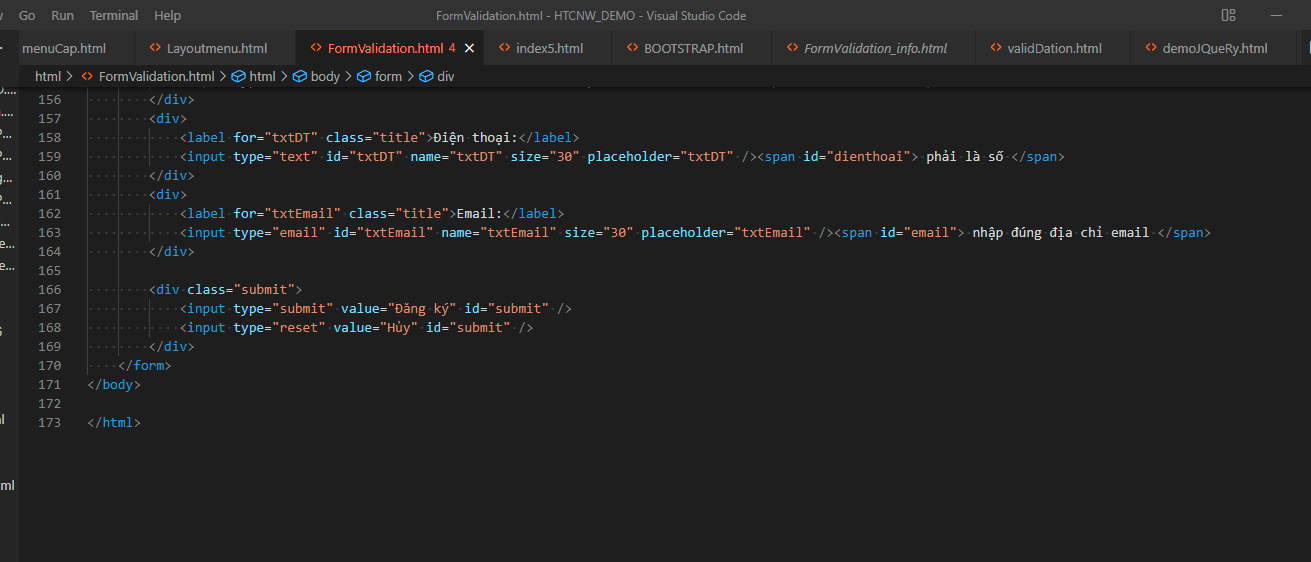 Go Run Terminal Help FormValidation.html - HTCNW_DEMO - Visual Studio Code
menuCap.html Layoutmenu.html FormValidation.html 4 index5.html BOOTSTRAP.html FormValidation_info.html validDation.html demoJQueRy.html
html > FormValidation.html > html > body > form > div
156 </div>
157 <div>
158 <label for="txtDT" class="title">Điện thoại:</label>
159 <input type="text" id="txtDT" name="txtDT" size="30" placeholder="txtDT" /><span id="dienthoai"> phải là số </span>
160 </div>
161 <div>
162 <label for="txtEmail" class="title">Email:</label>
163 <input type="email" id="txtEmail" name="txtEmail" size="30" placeholder="txtEmail" /><span id="email"> nhập đúng địa chỉ email </span>
164 </div>
165
166 <div class="submit">
167 <input type="submit" value="Đăng ký" id="submit" />
168 <input type="reset" value="Hủy" id="submit" />
169 </div>
170 </form>
171 </body>
172
173 </html>